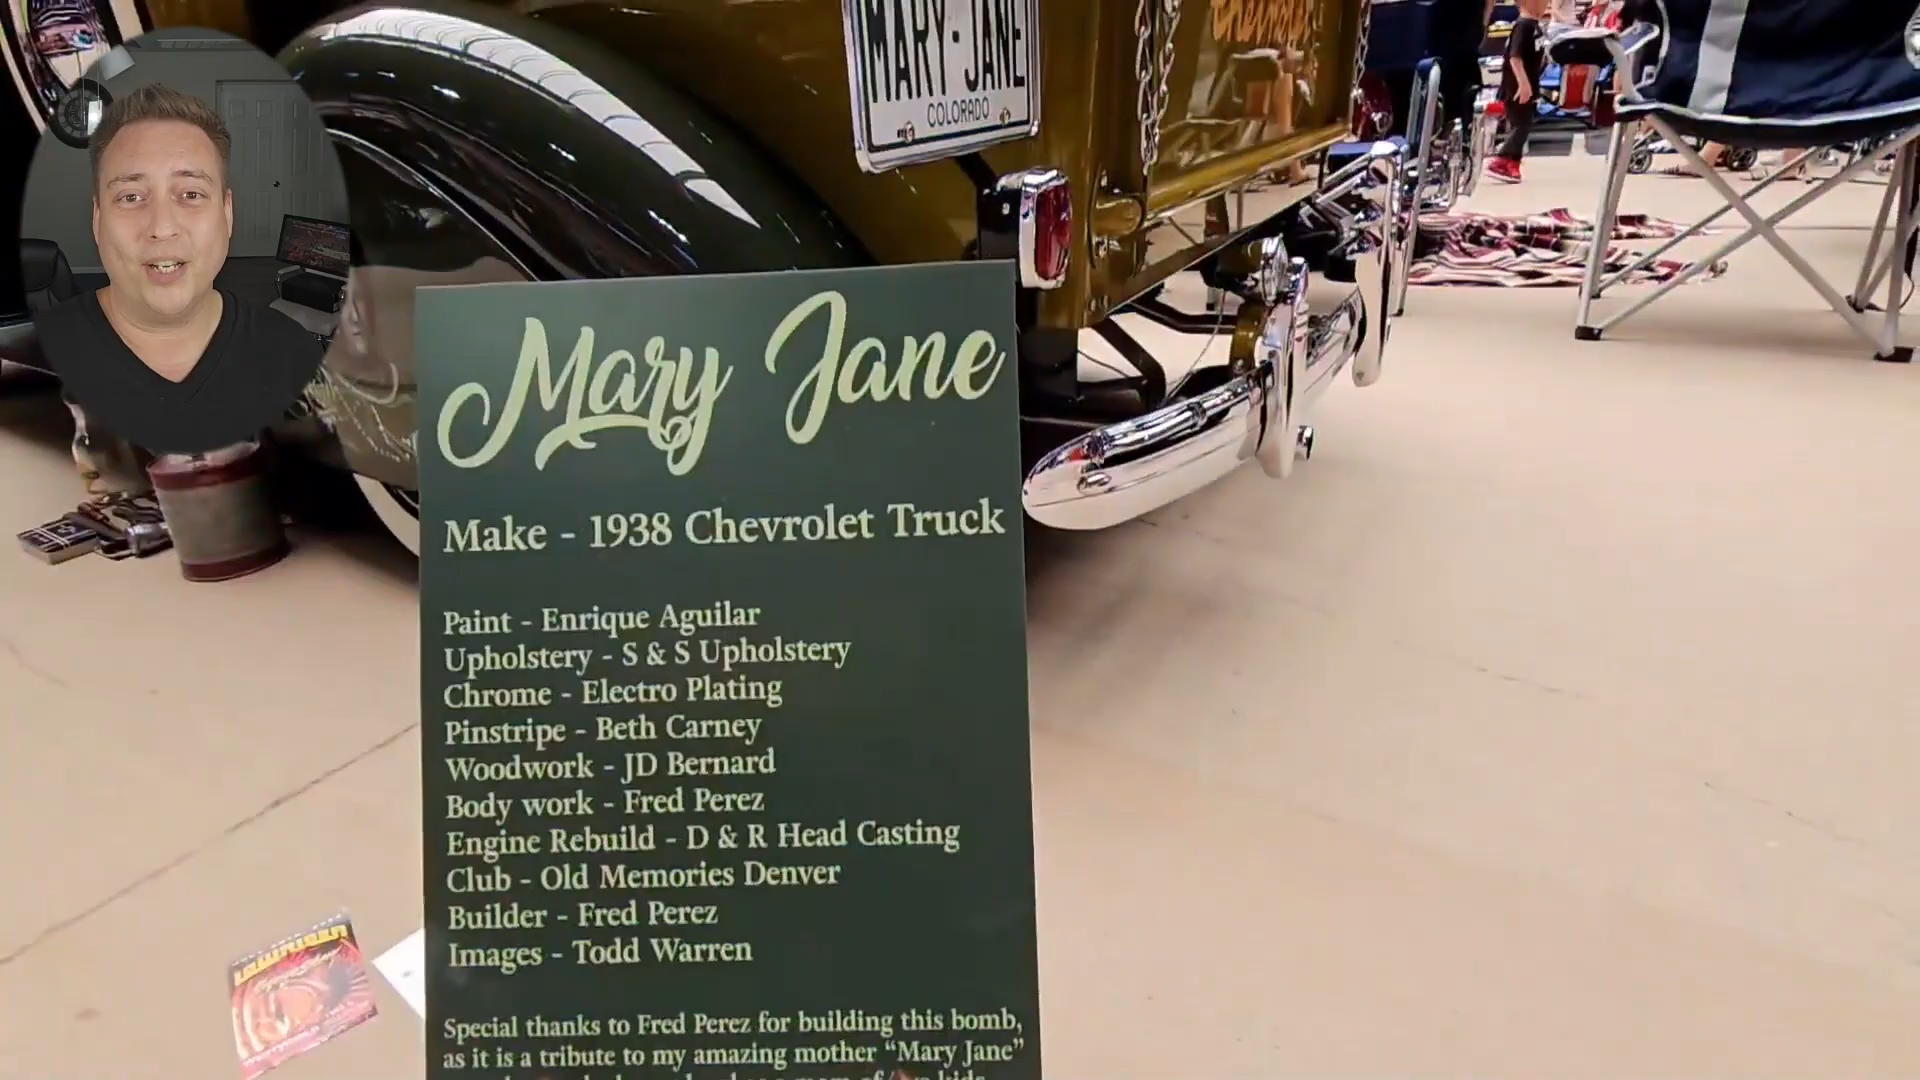 MARY-JANE
COLORADO
Chevrolet
Mary Jane
Make - 1938 Chevrolet Truck
Paint - Enrique Aguilar
Upholstery - S & S Upholstery
Chrome - Electro Plating
Pinstripe - Beth Carney
Woodwork - JD Bernard
Body work - Fred Perez
Engine Rebuild - D & R Head Casting
Club - Old Memories Denver
Builder - Fred Perez
Images - Todd Warren
Special thanks to Fred Perez for building this bomb,
as it is a tribute to my amazing mother “Mary Jane”